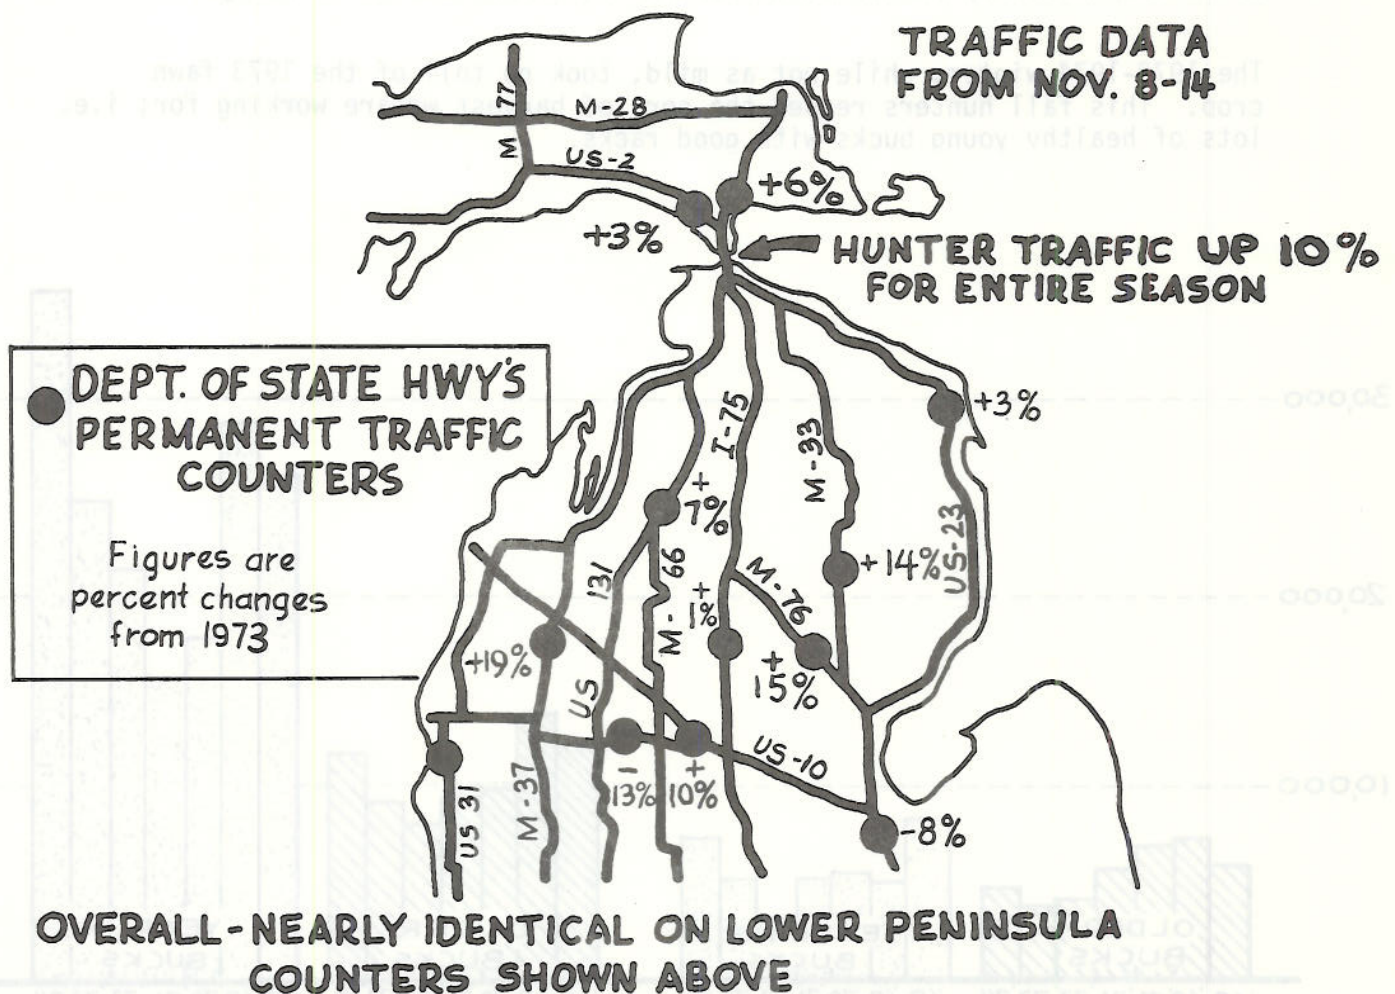 TRAFFIC DATA
FROM NOV. 8-14
M-77
M-28
US-2
+6%
+3%
HUNTER TRAFFIC UP 10%
FOR ENTIRE SEASON
DEPT. OF STATE HWY'S
PERMANENT TRAFFIC
COUNTERS
Figures are
percent changes
from 1973
+3%
I-75
M-33
+
7%
US-23
+14%
131
M-66
M-76
+
1%
+19%
+
15%
US
US-10
-
13%
+
10%
US 31
M-37
-8%
OVERALL-NEARLY IDENTICAL ON LOWER PENINSULA
COUNTERS SHOWN ABOVE